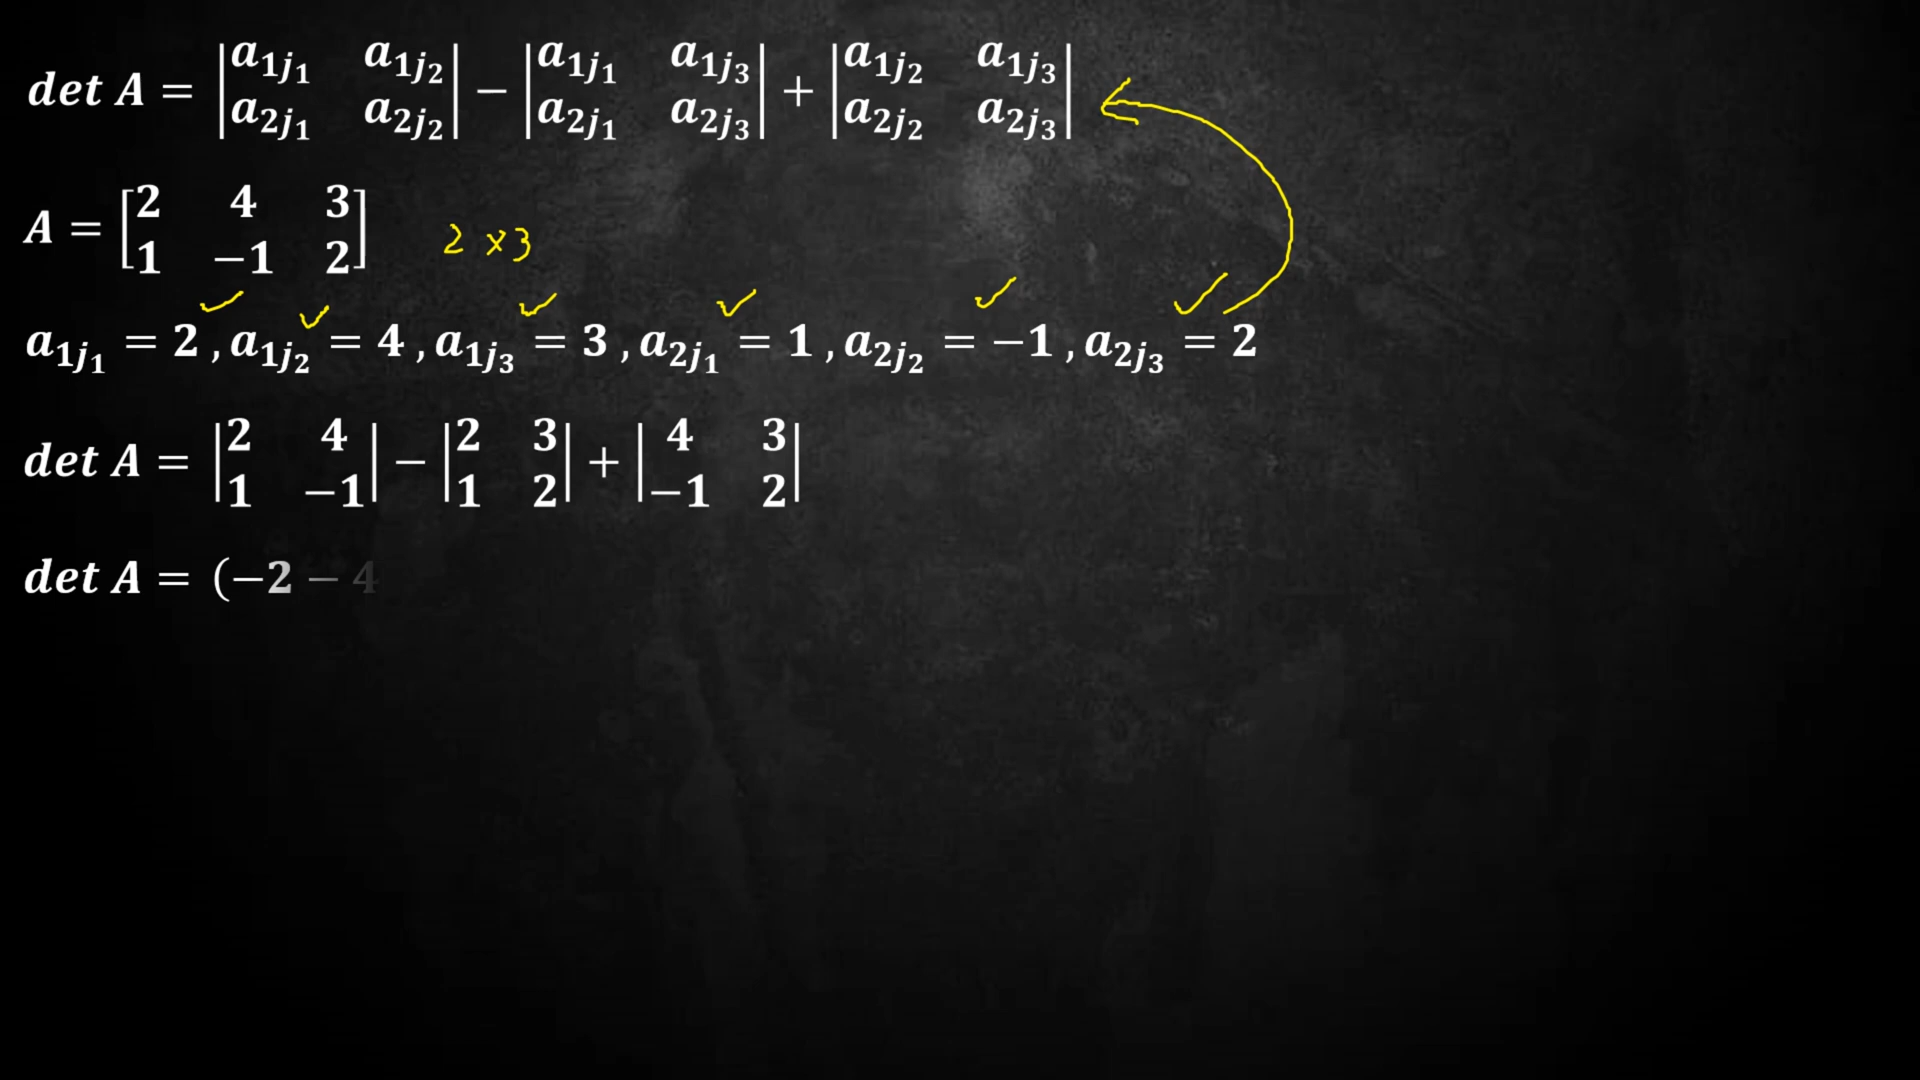 det A = |a₁ⱼ₁ a₁ⱼ₂; a₂ⱼ₁ a₂ⱼ₂| − |a₁ⱼ₁ a₁ⱼ₃; a₂ⱼ₁ a₂ⱼ₃| + |a₁ⱼ₂ a₁ⱼ₃; a₂ⱼ₂ a₂ⱼ₃|
A = [2 4 3; 1 −1 2] 2 × 3
a₁ⱼ₁ = 2 , a₁ⱼ₂ = 4 , a₁ⱼ₃ = 3 , a₂ⱼ₁ = 1 , a₂ⱼ₂ = −1 , a₂ⱼ₃ = 2
det A = |2 4; 1 −1| − |2 3; 1 2| + |4 3; −1 2|
det A = (−2 − 4